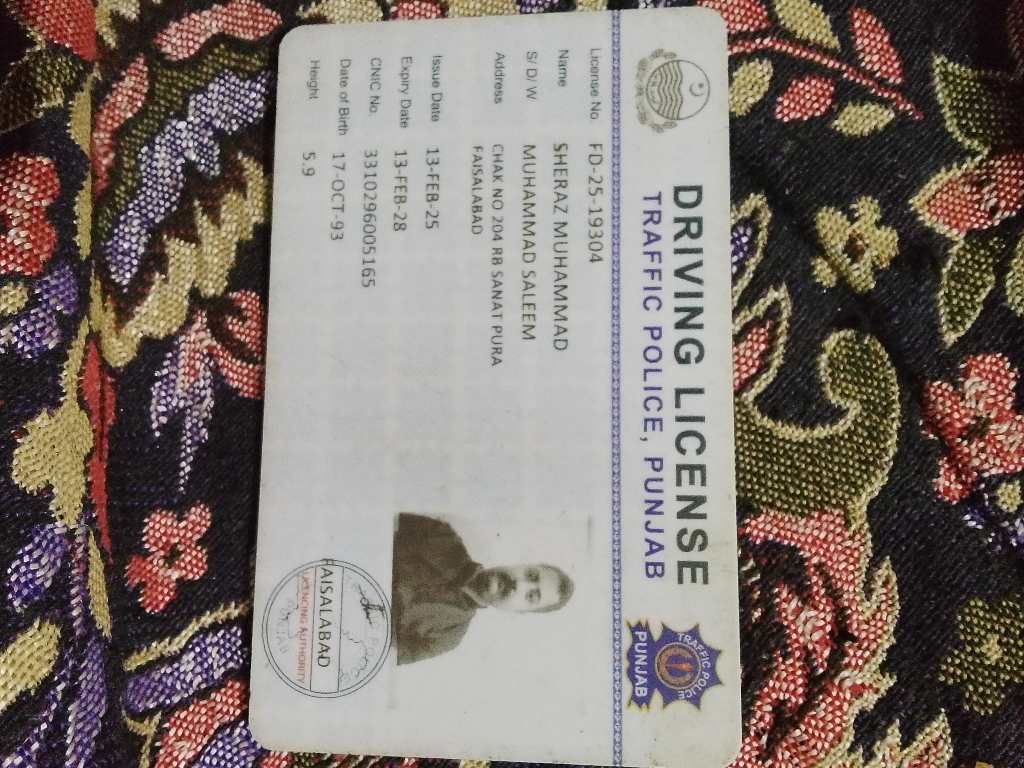 DRIVING LICENSE
TRAFFIC POLICE, PUNJAB
TRAFFIC POLICE
PUNJAB
License No FD-25-19304
Name SHERAZ MUHAMMAD
S/D/W MUHAMMAD SALEEM
Address CHAK NO 204 RB SANAT PURA
FAISALABAD
Issue Date 13-FEB-25
Expiry Date 13-FEB-28
CNIC No. 3310296005165
Date of Birth 17-OCT-93
Height 5.9
FAISALABAD
LICENCING AUTHORITY
PUNJAB